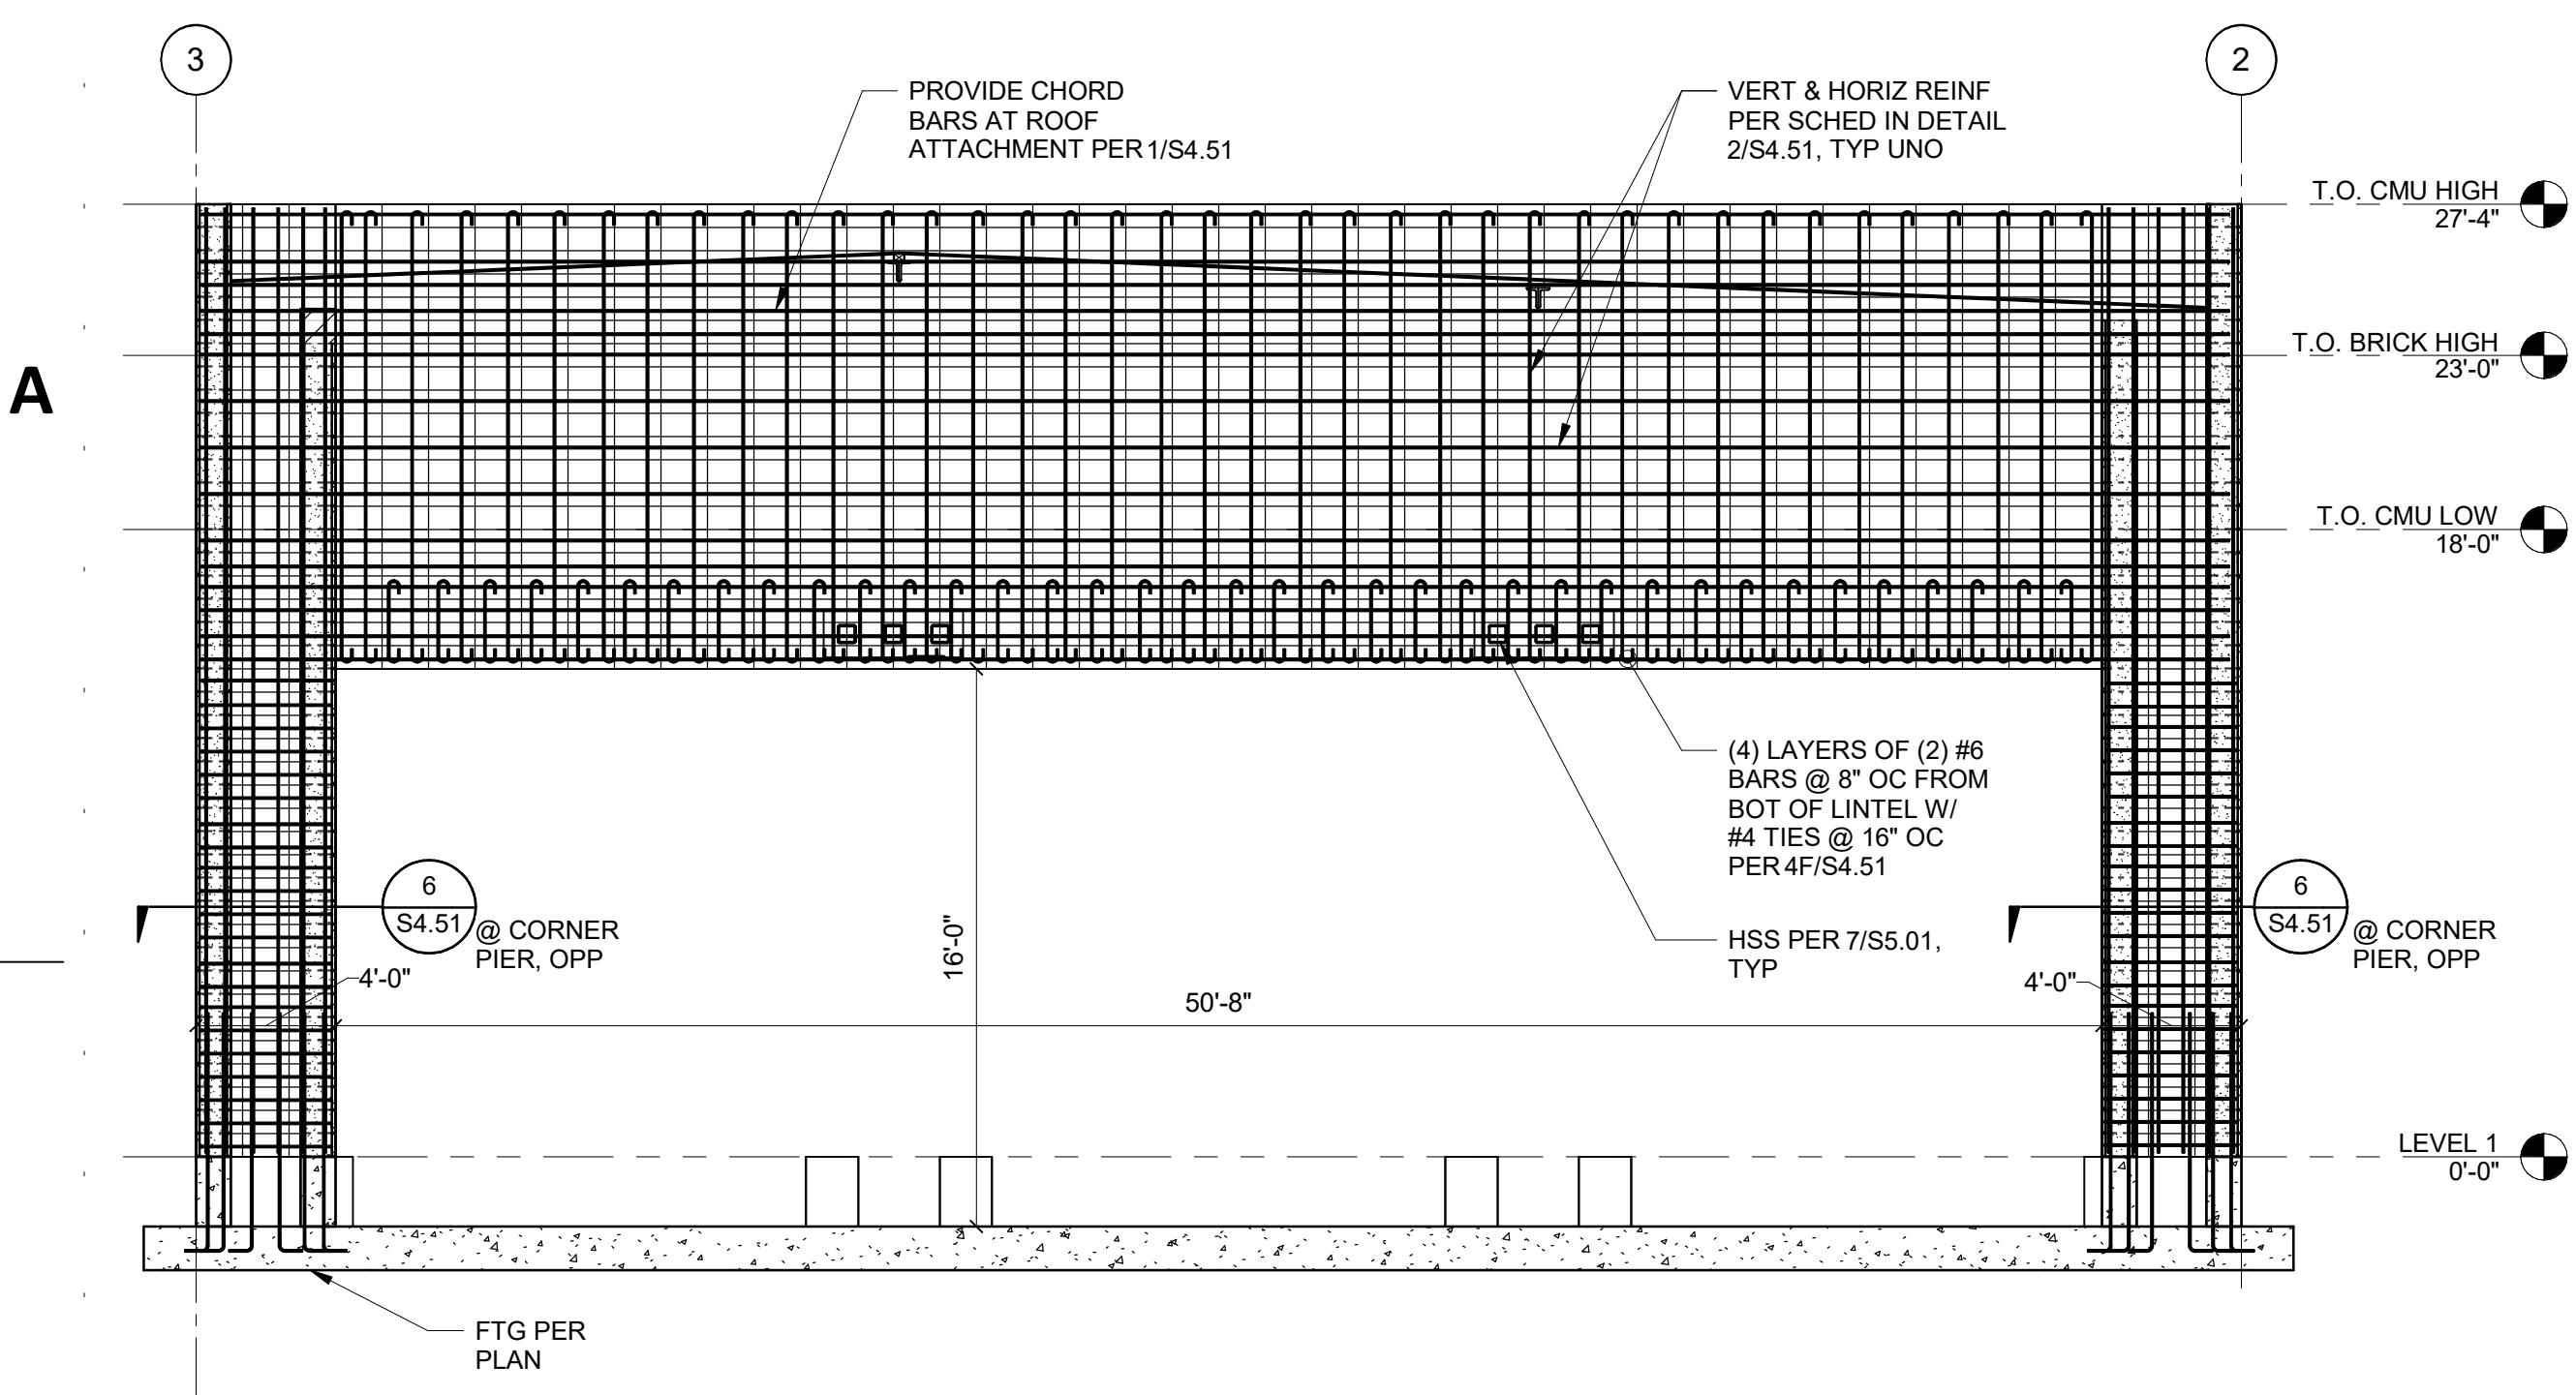 3
2
PROVIDE CHORD
BARS AT ROOF
ATTACHMENT PER 1/S4.51
VERT & HORIZ REINF
PER SCHED IN DETAIL
2/S4.51, TYP UNO
T.O. CMU HIGH
27'-4"
T.O. BRICK HIGH
23'-0"
A
T.O. CMU LOW
18'-0"
(4) LAYERS OF (2) #6
BARS @ 8" OC FROM
BOT OF LINTEL W/
#4 TIES @ 16" OC
PER 4F/S4.51
HSS PER 7/S5.01,
TYP
6
S4.51
@ CORNER
PIER, OPP
4'-0"
16'-0"
50'-8"
6
S4.51
@ CORNER
PIER, OPP
4'-0"
LEVEL 1
0'-0"
FTG PER
PLAN